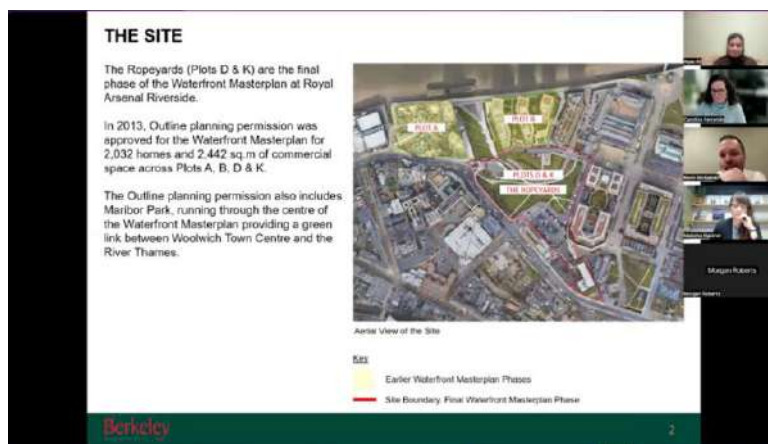 THE SITE
The Ropeyards (Plots D & K) are the final
phase of the Waterfront Masterplan at Royal
Arsenal Riverside.
In 2013, Outline planning permission was
approved for the Waterfront Masterplan for
2,032 homes and 2,442 sq.m of commercial
space across Plots A, B, D & K.
The Outline planning permission also includes
Maribor Park, running through the centre of
the Waterfront Masterplan providing a green
link between Woolwich Town Centre and the
River Thames.
PLOT A
PLOT B
PLOTS D & K
THE ROPEYARDS
Aerial View of the Site
Key
Earlier Waterfront Masterplan Phases
Site Boundary, Final Waterfront Masterplan Phase
Morgan Roberts
Morgan Roberts
Berkeley
2